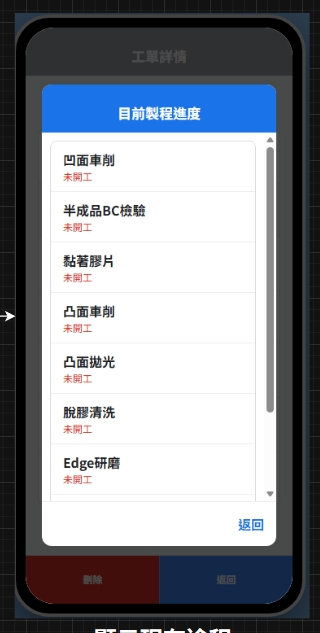 工單詳情
目前製程進度
凹面車削
未開工
半成品BC檢驗
未開工
黏著膠片
未開工
凸面車削
未開工
凸面拋光
未開工
脫膠清洗
未開工
Edge研磨
未開工
返回
刪除
返回